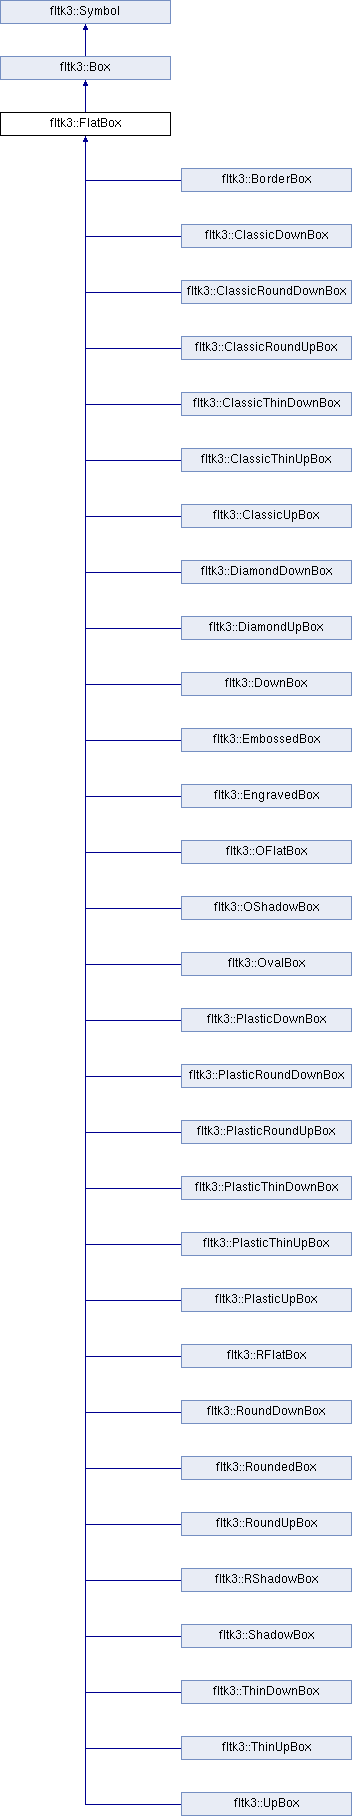 fltk3::Symbol
fltk3::Box
fltk3::FlatBox
fltk3::BorderBox
fltk3::ClassicDownBox
fltk3::ClassicRoundDownBox
fltk3::ClassicRoundUpBox
fltk3::ClassicThinDownBox
fltk3::ClassicThinUpBox
fltk3::ClassicUpBox
fltk3::DiamondDownBox
fltk3::DiamondUpBox
fltk3::DownBox
fltk3::EmbossedBox
fltk3::EngravedBox
fltk3::OFlatBox
fltk3::OShadowBox
fltk3::OvalBox
fltk3::PlasticDownBox
fltk3::PlasticRoundDownBox
fltk3::PlasticRoundUpBox
fltk3::PlasticThinDownBox
fltk3::PlasticThinUpBox
fltk3::PlasticUpBox
fltk3::RFlatBox
fltk3::RoundDownBox
fltk3::RoundedBox
fltk3::RoundUpBox
fltk3::RShadowBox
fltk3::ShadowBox
fltk3::ThinDownBox
fltk3::ThinUpBox
fltk3::UpBox